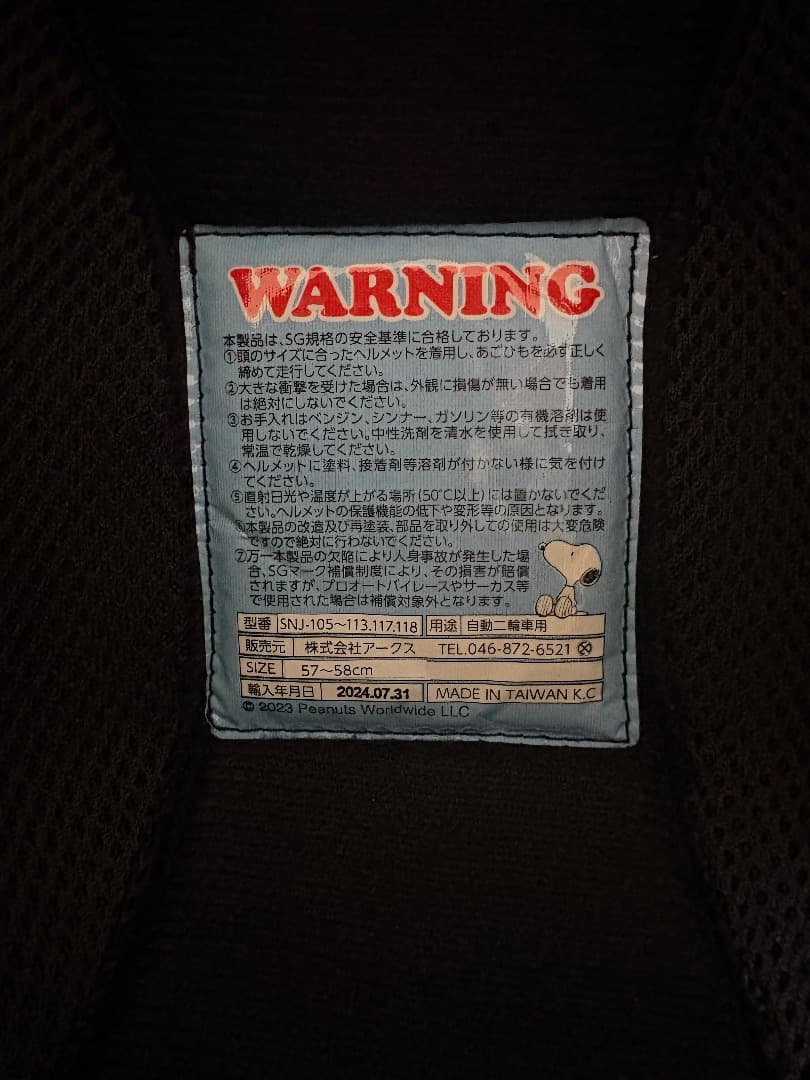 WARNING
本製品は、SG規格の安全基準に合格しております。
①頭のサイズに合ったヘルメットを着用し、あごひもを必ず正しく
締めて走行してください。
②大きな衝撃を受けた場合は、外観に損傷が無い場合でも着用
は絶対にしないでください。
③お手入れはベンジン、シンナー、ガソリン等の有機溶剤は使
用しないでください。中性洗剤を清水を使用して拭き取り、
常温で乾燥してください。
④ヘルメットに塗料、接着剤等溶剤が付かない様に気を付け
てください。
⑤直射日光や温度が上がる場所(50℃以上)には置かないでくだ
さい。ヘルメットの保護機能の低下や変形等の原因となります。
⑥本製品の改造及び再塗装、部品を取り外しての使用は大変危険
ですので絶対に行わないでください。
⑦万一本製品の欠陥により人身事故が発生した場
合、SGマーク補償制度により、その損害が賠償
されますが、プロオートバイレースやサーカス等
で使用された場合は補償対象外となります。
型番 SNJ-105～113.117.118 用途 自動二輪車用
販売元 株式会社アークス TEL.046-872-6521
SIZE 57～58cm
輸入年月日 2024.07.31 MADE IN TAIWAN K.C
© 2023 Peanuts Worldwide LLC